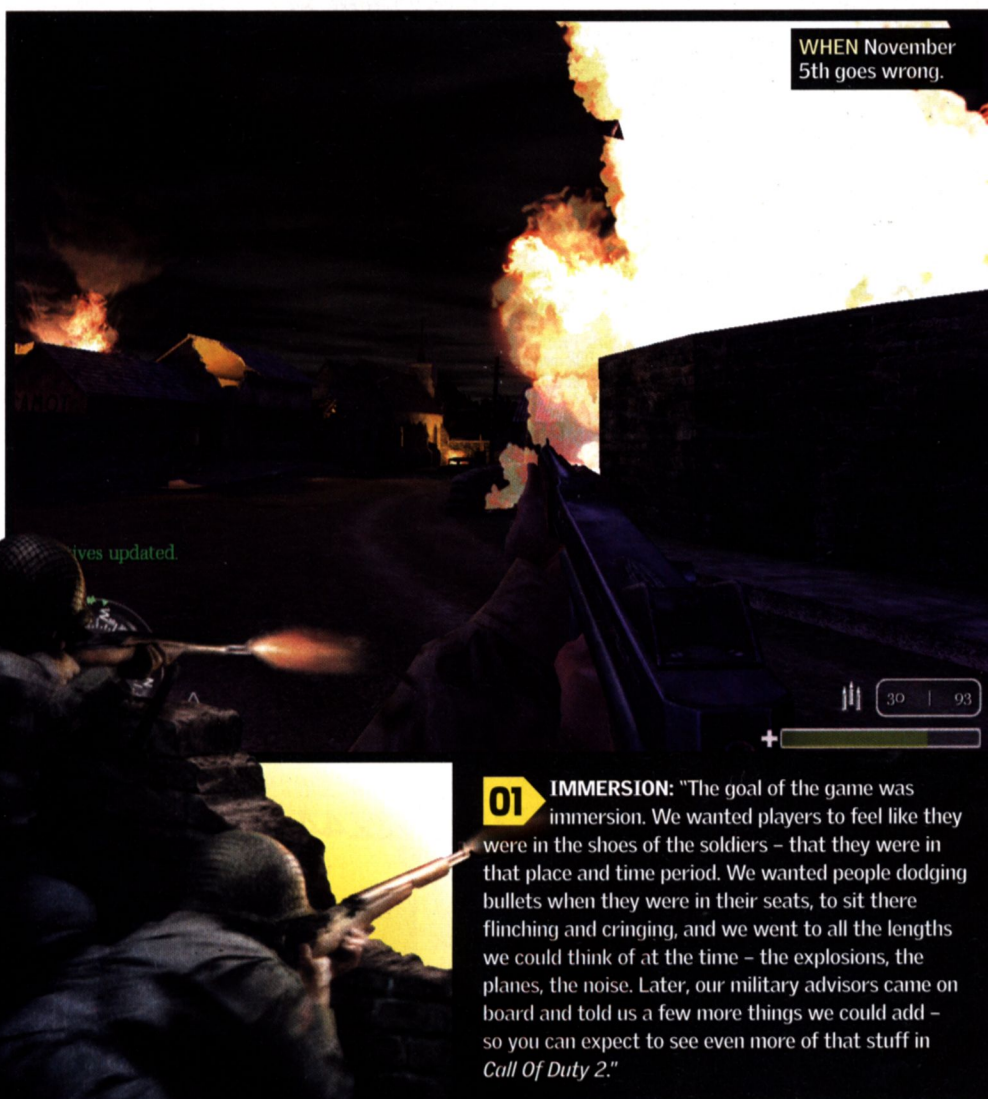 WHEN November
5th goes wrong.
ives updated.
30 | 93
01 IMMERSION: "The goal of the game was
immersion. We wanted players to feel like they
were in the shoes of the soldiers – that they were in
that place and time period. We wanted people dodging
bullets when they were in their seats, to sit there
flinching and cringing, and we went to all the lengths
we could think of at the time – the explosions, the
planes, the noise. Later, our military advisors came on
board and told us a few more things we could add –
so you can expect to see even more of that stuff in
Call Of Duty 2."